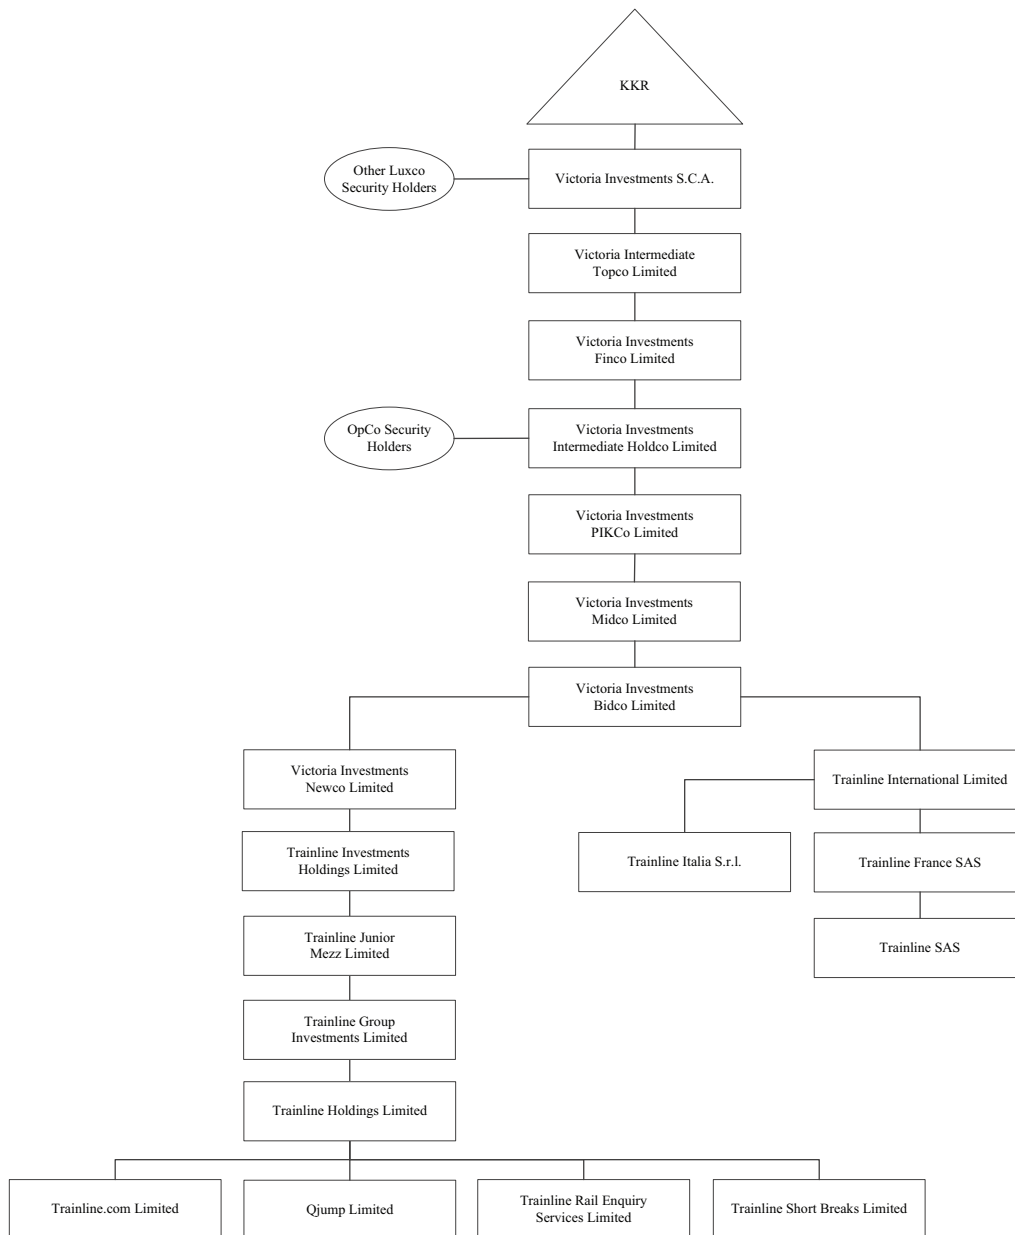 KKR
Other Luxco
Security Holders
Victoria Investments S.C.A.
Victoria Intermediate
Topco Limited
Victoria Investments
Finco Limited
OpCo Security
Holders
Victoria Investments
Intermediate Holdco Limited
Victoria Investments
PIKCo Limited
Victoria Investments
Midco Limited
Victoria Investments
Bidco Limited
Victoria Investments
Newco Limited
Trainline International Limited
Trainline Investments
Holdings Limited
Trainline Italia S.r.l.
Trainline France SAS
Trainline Junior
Mezz Limited
Trainline SAS
Trainline Group
Investments Limited
Trainline Holdings Limited
Trainline.com Limited
Qjump Limited
Trainline Rail Enquiry
Services Limited
Trainline Short Breaks Limited